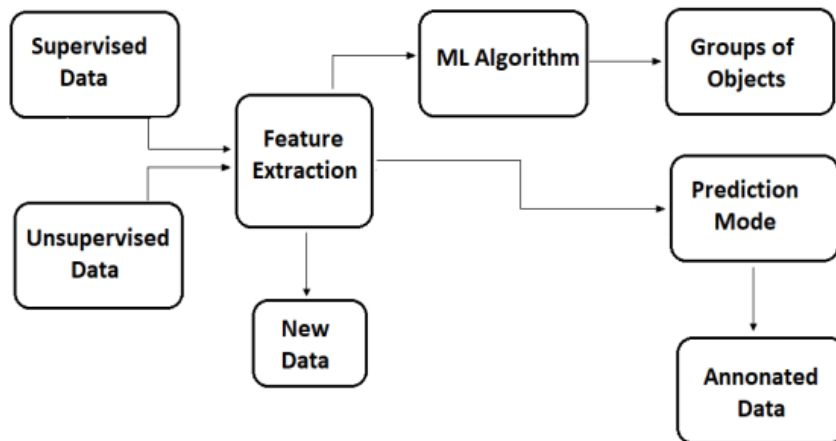 Supervised
Data
ML Algorithm
Groups of
Objects
Feature
Extraction
Unsupervised
Data
Prediction
Mode
New
Data
Annonated
Data